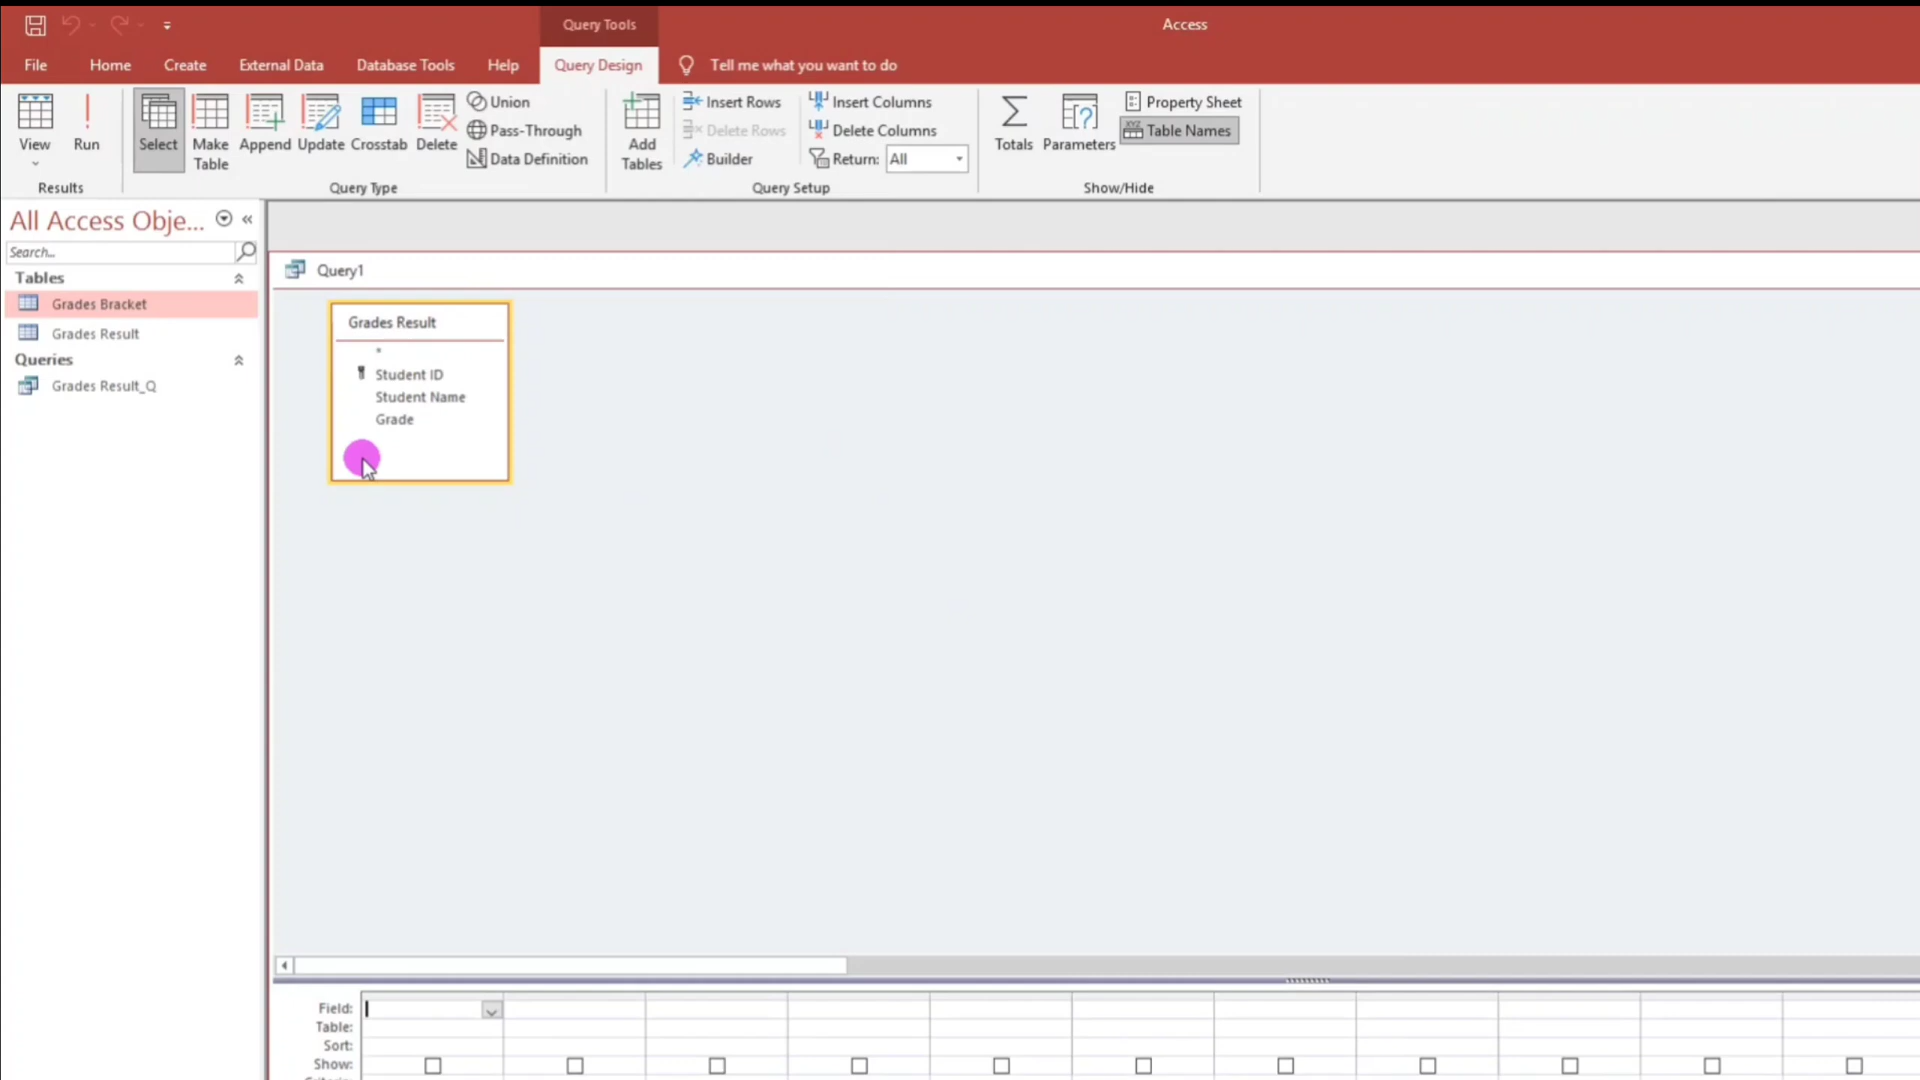 Query Tools
Access
File Home Create External Data Database Tools Help Query Design Tell me what you want to do
View
Run
Select
Make Table
Append
Update
Crosstab
Delete
Union
Pass-Through
Data Definition
Add Tables
Insert Rows
Delete Rows
Builder
Insert Columns
Delete Columns
Return: All
Totals
Parameters
Property Sheet
XYZ Table Names
Results
Query Type
Query Setup
Show/Hide
All Access Obje...
Search...
Tables
Grades Bracket
Grades Result
Queries
Grades Result_Q
Query1
Grades Result
*
Student ID
Student Name
Grade
Field:
Table:
Sort:
Show: